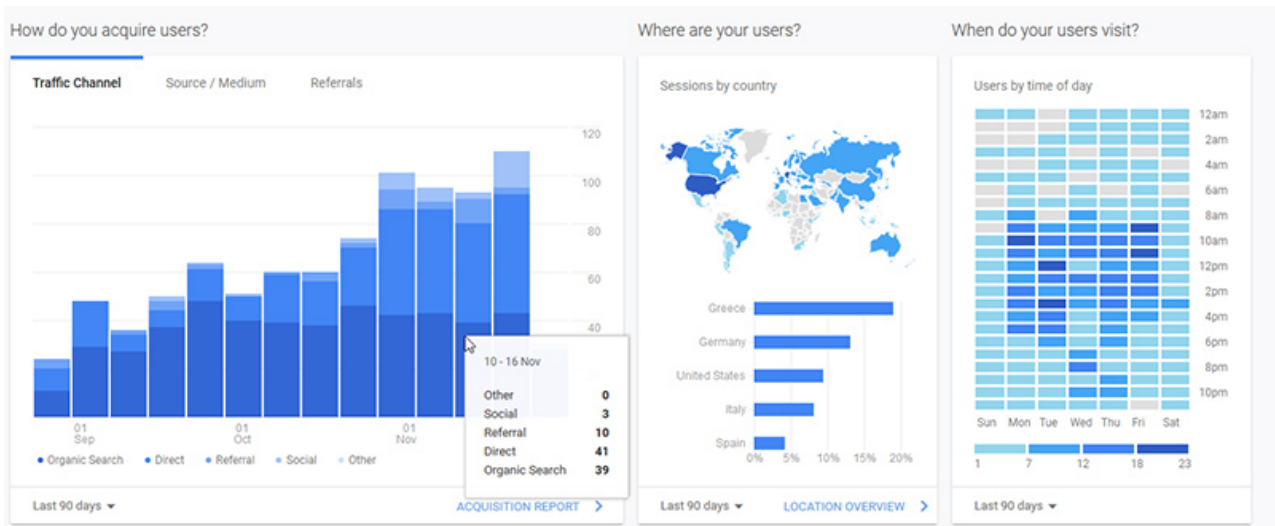 How do you acquire users?
Traffic Channel
Source / Medium
Referrals
120
100
80
60
40
01
Sep
01
Oct
01
Nov
10 - 16 Nov
Other 0
Social 3
Referral 10
Direct 41
Organic Search 39
Organic Search
Direct
Referral
Social
Other
Last 90 days
ACQUISITION REPORT
Where are your users?
Sessions by country
Greece
Germany
United States
Italy
Spain
0% 5% 10% 15% 20%
Last 90 days
LOCATION OVERVIEW
When do your users visit?
Users by time of day
12am
2am
4am
6am
8am
10am
12pm
2pm
4pm
6pm
8pm
10pm
Sun Mon Tue Wed Thu Fri Sat
1 7 12 18 23
Last 90 days